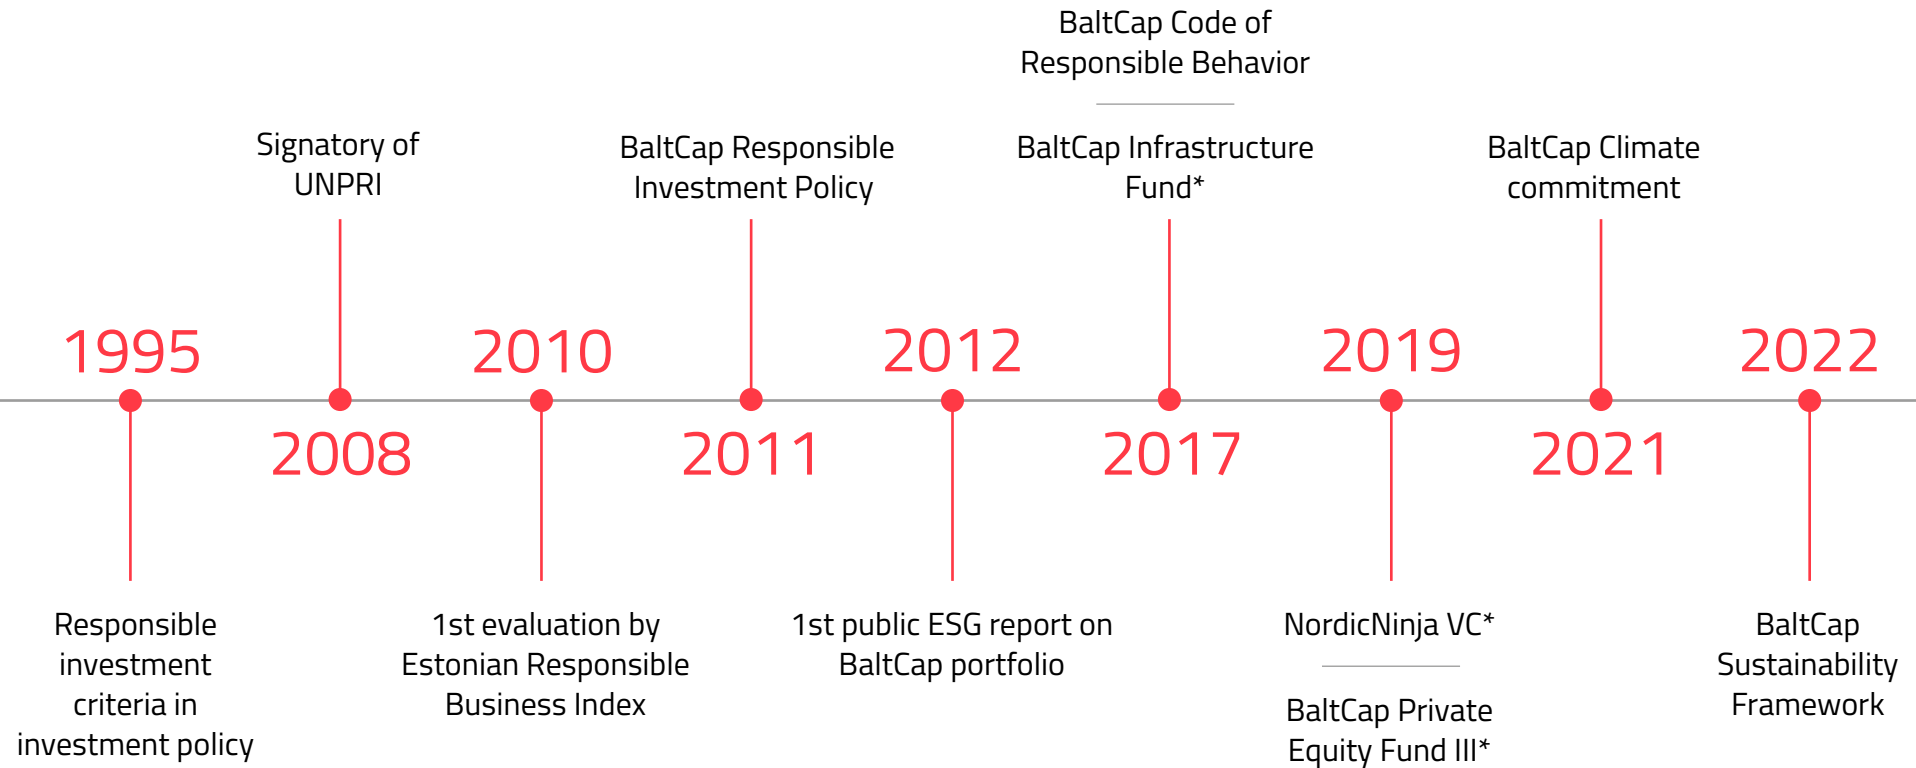 1995
Responsible
investment
criteria in
investment policy
Signatory of
UNPRI
2008
2010
1st evaluation by
Estonian Responsible
Business Index
BaltCap Responsible
Investment Policy
2011
2012
1st public ESG report on
BaltCap portfolio
BaltCap Code of
Responsible Behavior
BaltCap Infrastructure
Fund*
2017
2019
NordicNinja VC*
BaltCap Private
Equity Fund III*
BaltCap Climate
commitment
2021
2022
BaltCap
Sustainability
Framework